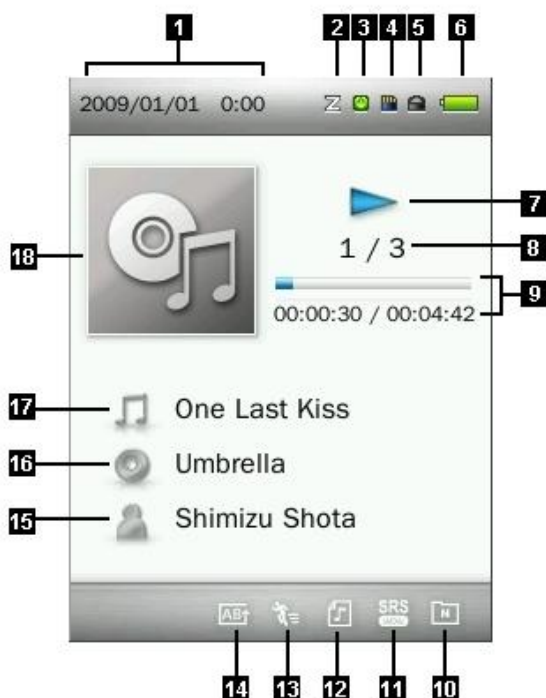 1 2 3 4 5 6
2009/01/01 0:00 Z
7
1 / 3 8
18 9
00:00:30 / 00:04:42
17 One Last Kiss
16 Umbrella
15 Shimizu Shota
AB SRS WOW N
14 13 12 11 10